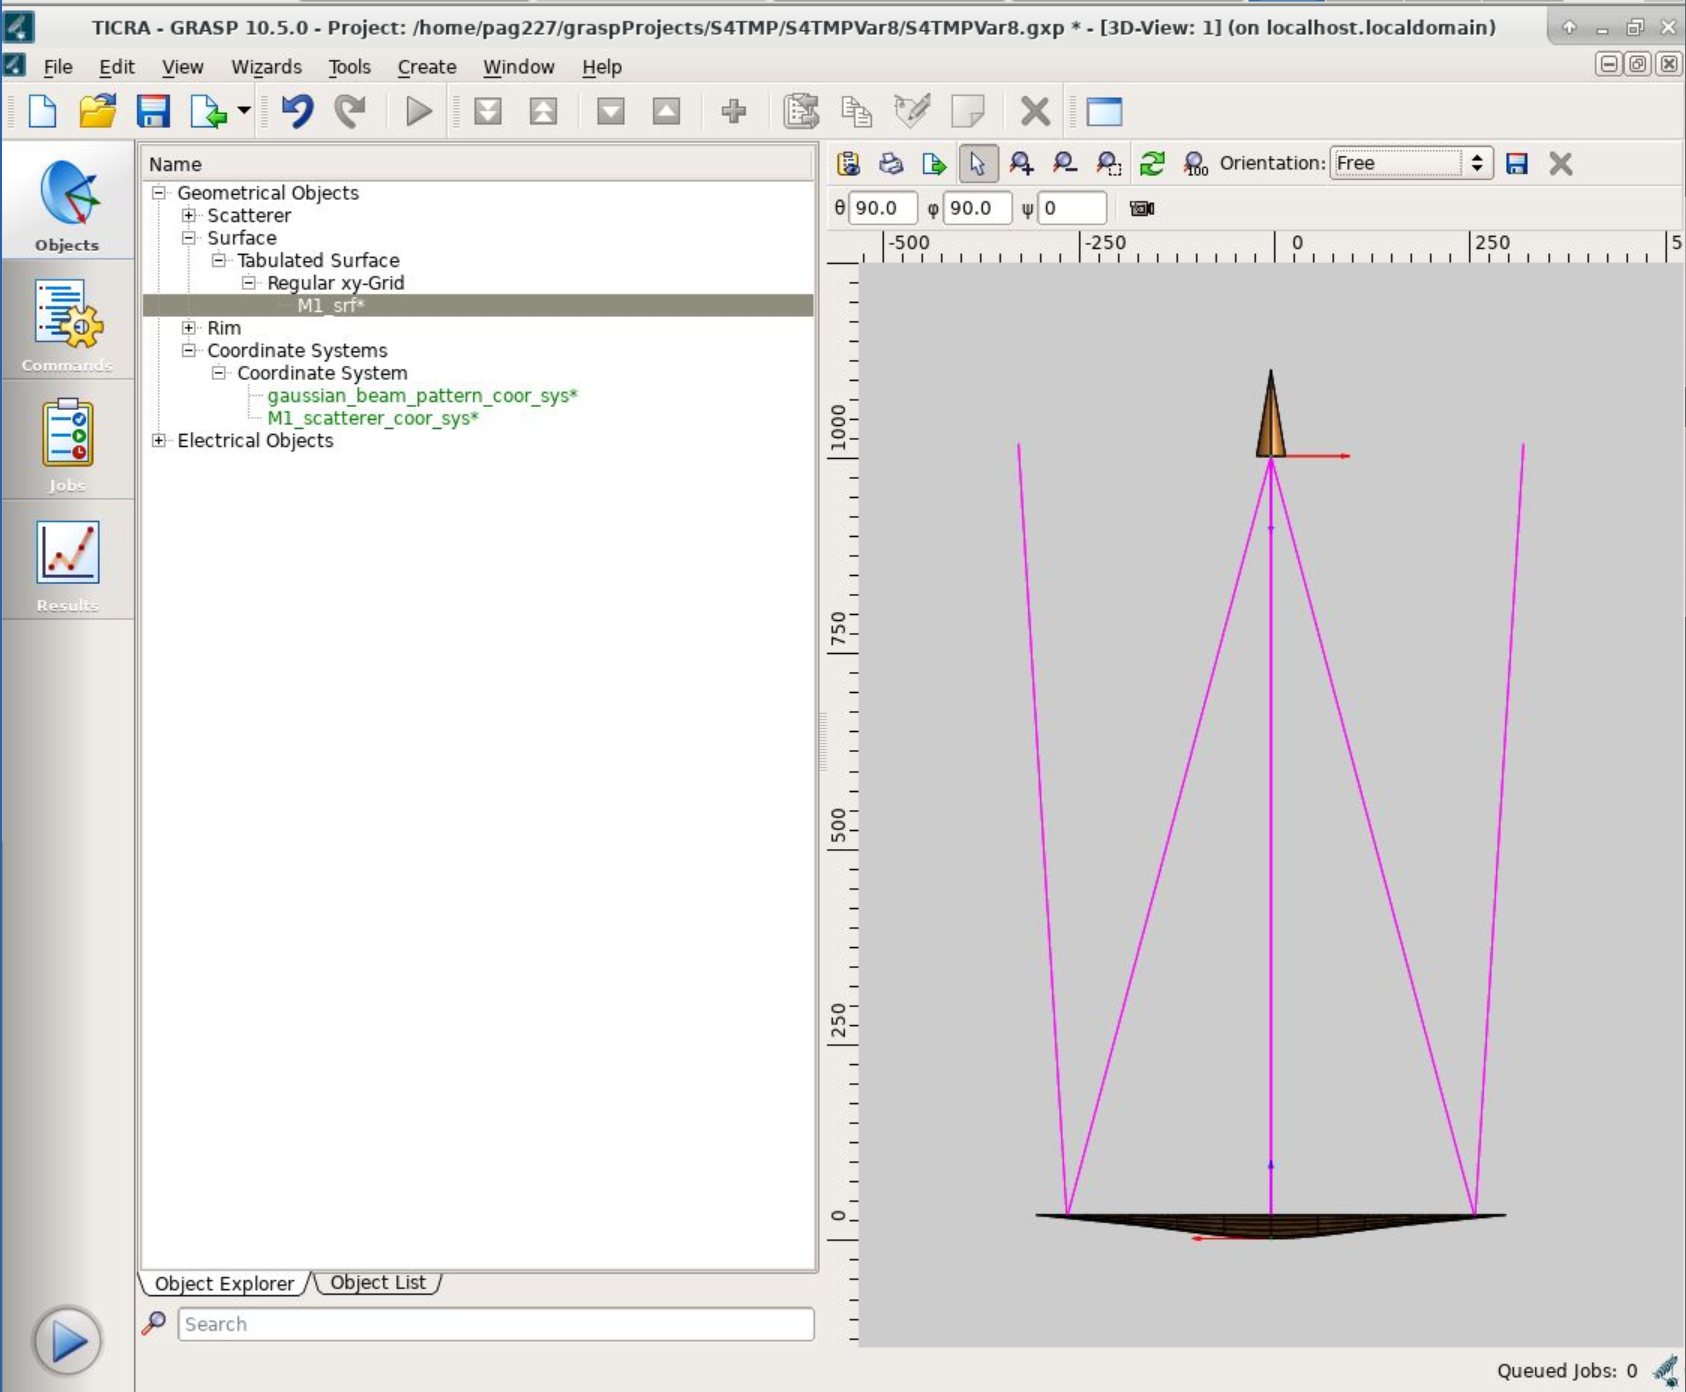 TICRA - GRASP 10.5.0 - Project: /home/pag227/graspProjects/S4TMP/S4TMPVar8/S4TMPVar8.gxp * - [3D-View: 1] (on localhost.localdomain)
File Edit View Wizards Tools Create Window Help
Objects
Commands
Jobs
Results
Name
Geometrical Objects
Scatterer
Surface
Tabulated Surface
Regular xy-Grid
M1_srf*
Rim
Coordinate Systems
Coordinate System
gaussian_beam_pattern_coor_sys*
M1_scatterer_coor_sys*
Electrical Objects
Object Explorer Object List
Search
100 Orientation: Free
θ 90.0 φ 90.0 ψ 0
-500 -250 0 250 5
1000
750
500
250
0
Queued Jobs: 0